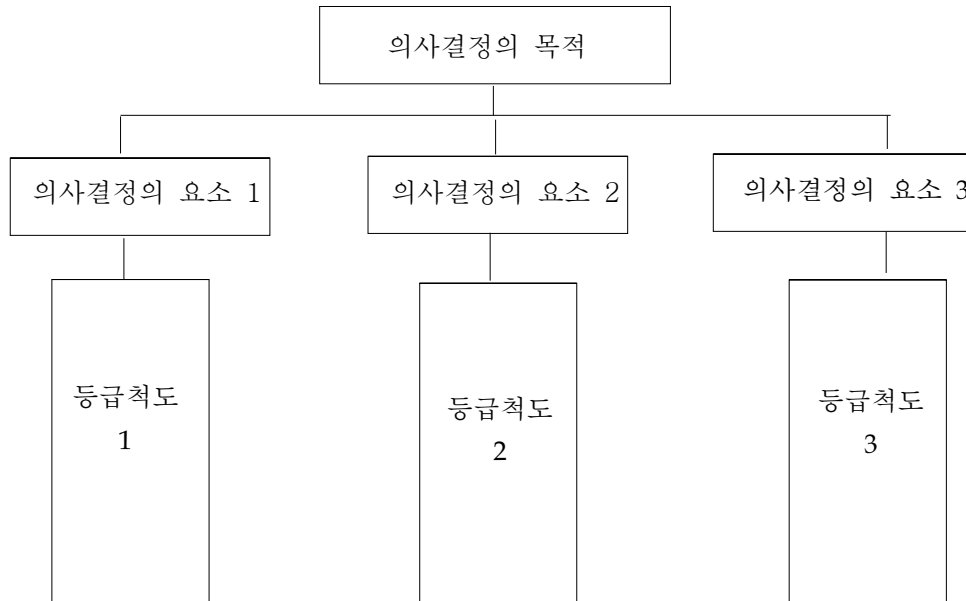 의사결정의 목적
의사결정의 요소 1
의사결정의 요소 2
의사결정의 요소 3
등급척도
1
등급척도
2
등급척도
3